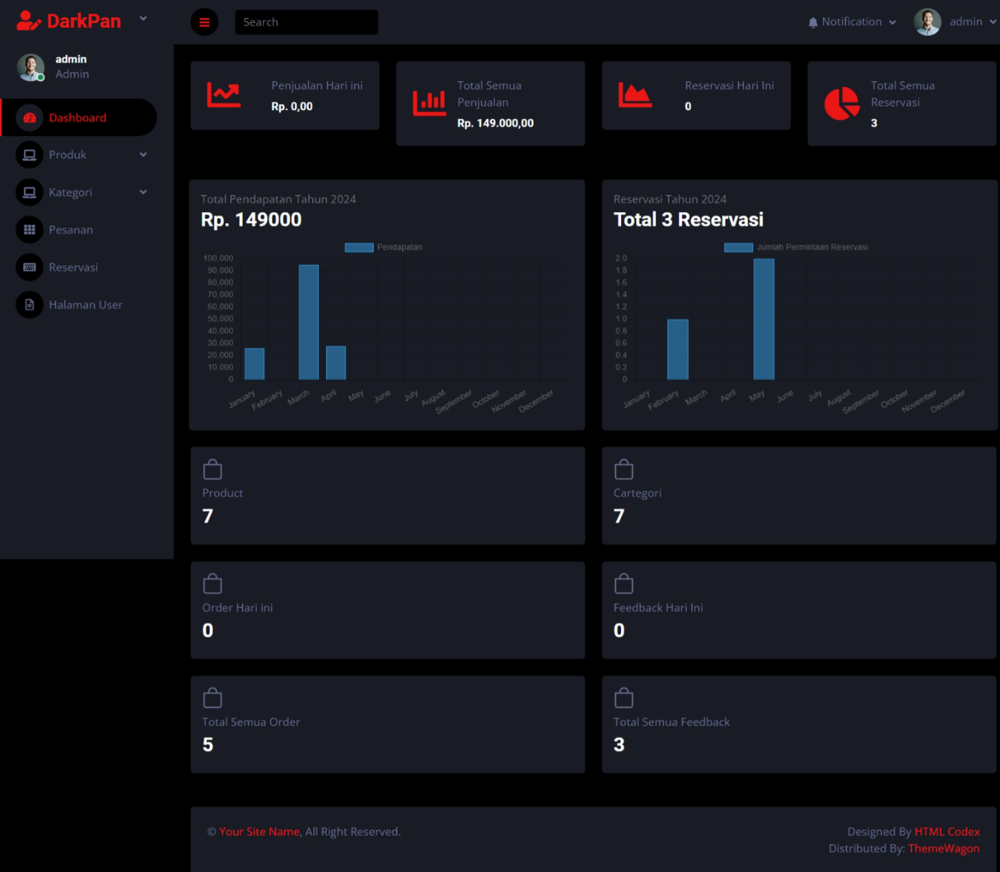 DarkPan
Search
Notification
admin
admin
Admin
Dashboard
Produk
Kategori
Pesanan
Reservasi
Halaman User
Penjualan Hari ini
Rp. 0,00
Total Semua
Penjualan
Rp. 149.000,00
Reservasi Hari Ini
0
Total Semua
Reservasi
3
Total Pendapatan Tahun 2024
Rp. 149000
Pendapatan
100,000
90,000
80,000
70,000
60,000
50,000
40,000
30,000
20,000
10,000
0
January February March April May June July August September October November December
Reservasi Tahun 2024
Total 3 Reservasi
Jumlah Permintaan Reservasi
2.0
1.8
1.6
1.4
1.2
1.0
0.8
0.6
0.4
0.2
0
January February March April May June July August September October November December
Product
7
Cartegori
7
Order Hari ini
0
Feedback Hari Ini
0
Total Semua Order
5
Total Semua Feedback
3
© Your Site Name, All Right Reserved.
Designed By HTML Codex
Distributed By: ThemeWagon